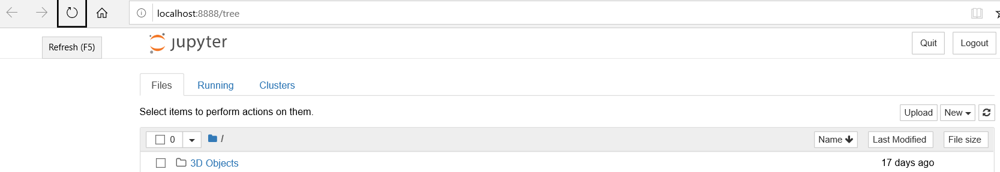 localhost:8888/tree
Refresh (F5)
jupyter
Quit
Logout
Files
Running
Clusters
Select items to perform actions on them.
Upload
New
0
/
Name
Last Modified
File size
3D Objects
17 days ago